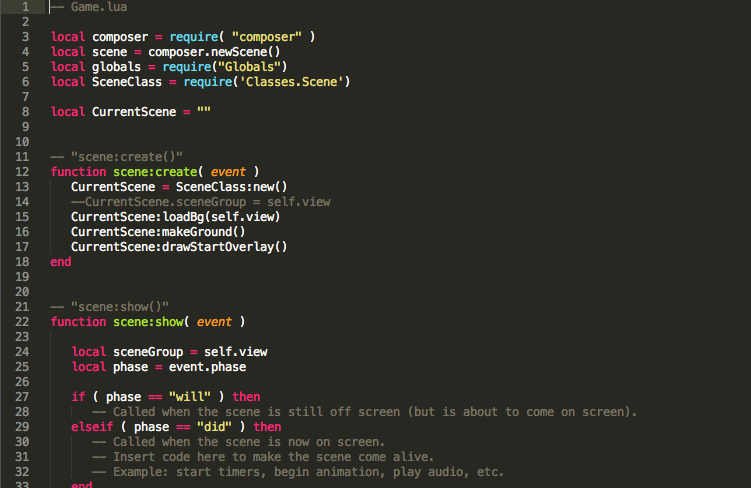 1 -- Game.lua
2
3 local composer = require( "composer" )
4 local scene = composer.newScene()
5 local globals = require("Globals")
6 local SceneClass = require('Classes.Scene')
7
8 local CurrentScene = ""
9
10
11 -- "scene:create()"
12 function scene:create( event )
13 CurrentScene = SceneClass:new()
14 --CurrentScene.sceneGroup = self.view
15 CurrentScene:loadBg(self.view)
16 CurrentScene:makeGround()
17 CurrentScene:drawStartOverlay()
18 end
19
20
21 -- "scene:show()"
22 function scene:show( event )
23
24 local sceneGroup = self.view
25 local phase = event.phase
26
27 if ( phase == "will" ) then
28 -- Called when the scene is still off screen (but is about to come on screen).
29 elseif ( phase == "did" ) then
30 -- Called when the scene is now on screen.
31 -- Insert code here to make the scene come alive.
32 -- Example: start timers, begin animation, play audio, etc.
33 end